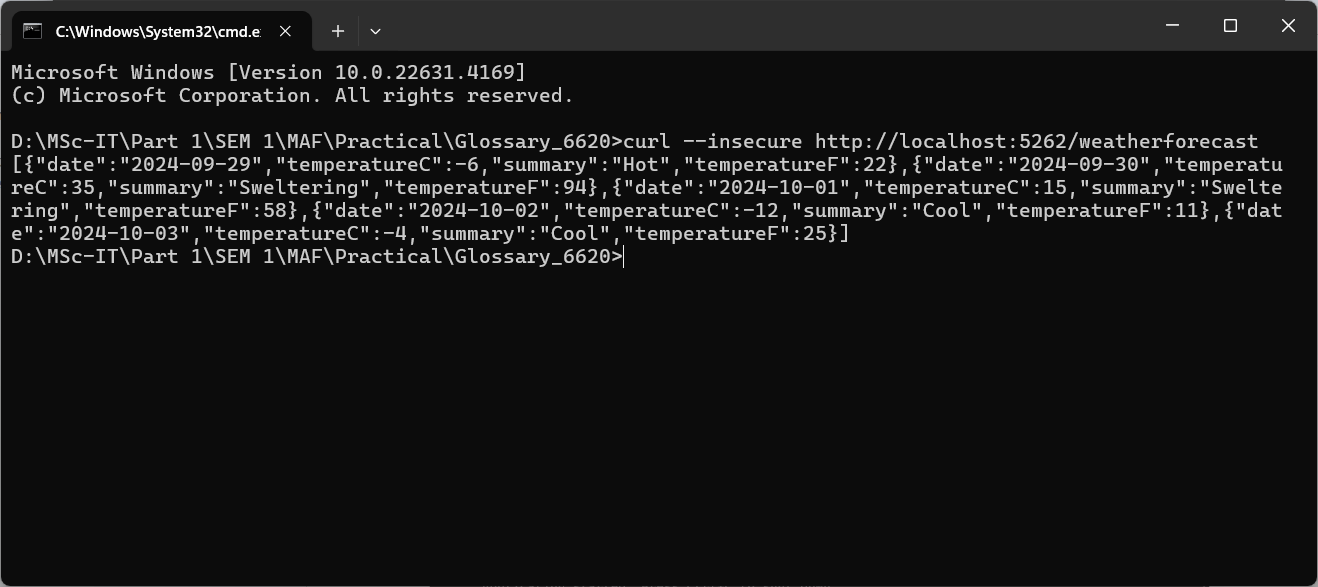 C:\Windows\System32\cmd.e
Microsoft Windows [Version 10.0.22631.4169]
(c) Microsoft Corporation. All rights reserved.
D:\MSc-IT\Part 1\SEM 1\MAF\Practical\Glossary_6620>curl --insecure http://localhost:5262/weatherforecast
[{"date":"2024-09-29","temperatureC":-6,"summary":"Hot","temperatureF":22},{"date":"2024-09-30","temperatu
reC":35,"summary":"Sweltering","temperatureF":94},{"date":"2024-10-01","temperatureC":15,"summary":"Swelte
ring","temperatureF":58},{"date":"2024-10-02","temperatureC":-12,"summary":"Cool","temperatureF":11},{"dat
e":"2024-10-03","temperatureC":-4,"summary":"Cool","temperatureF":25}]
D:\MSc-IT\Part 1\SEM 1\MAF\Practical\Glossary_6620>